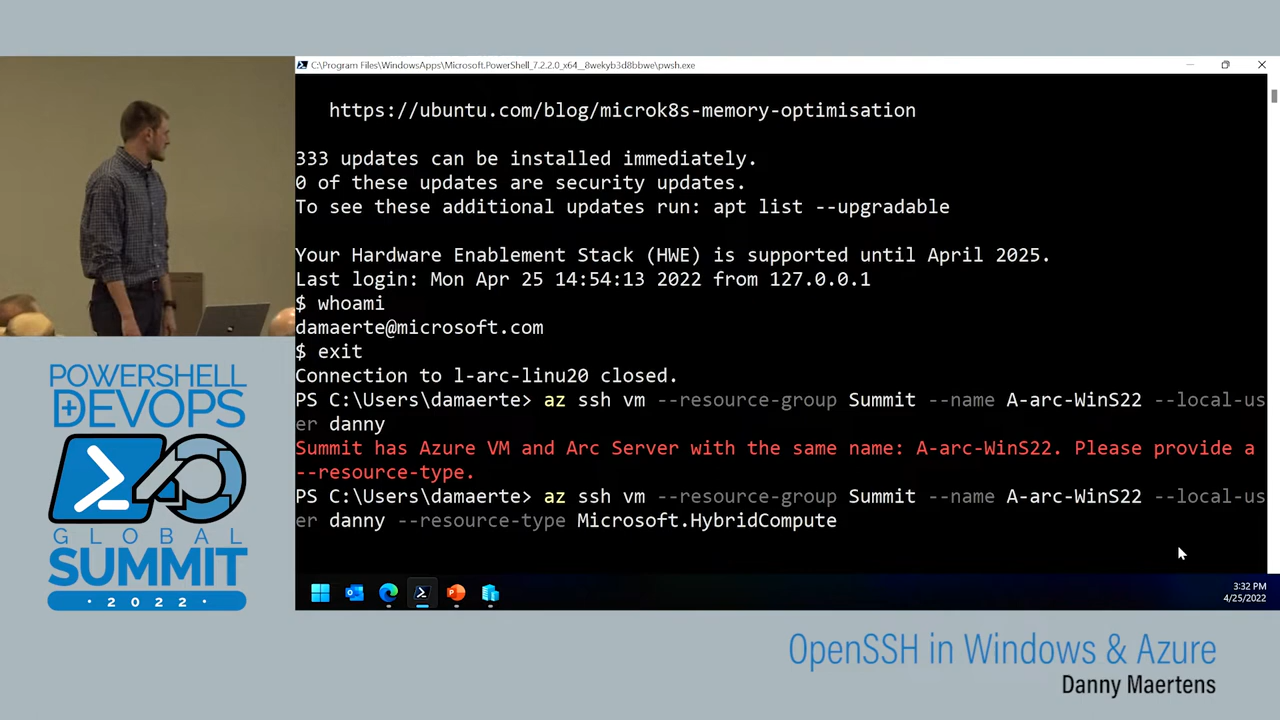 C:\Program Files\WindowsApps\Microsoft.PowerShell_7.2.2.0_x64__8wekyb3d8bbwe\pwsh.exe
https://ubuntu.com/blog/microk8s-memory-optimisation
333 updates can be installed immediately.
0 of these updates are security updates.
To see these additional updates run: apt list --upgradable
Your Hardware Enablement Stack (HWE) is supported until April 2025.
Last login: Mon Apr 25 14:54:13 2022 from 127.0.0.1
$ whoami
damaerte@microsoft.com
$ exit
Connection to l-arc-linu20 closed.
PS C:\Users\damaerte> az ssh vm --resource-group Summit --name A-arc-WinS22 --local-us
er danny
Summit has Azure VM and Arc Server with the same name: A-arc-WinS22. Please provide a
--resource-type.
PS C:\Users\damaerte> az ssh vm --resource-group Summit --name A-arc-WinS22 --local-us
er danny --resource-type Microsoft.HybridCompute
3:32 PM
4/25/2022
POWERSHELL
DEVOPS
GLOBAL
SUMMIT
· 2022 ·
OpenSSH in Windows & Azure
Danny Maertens